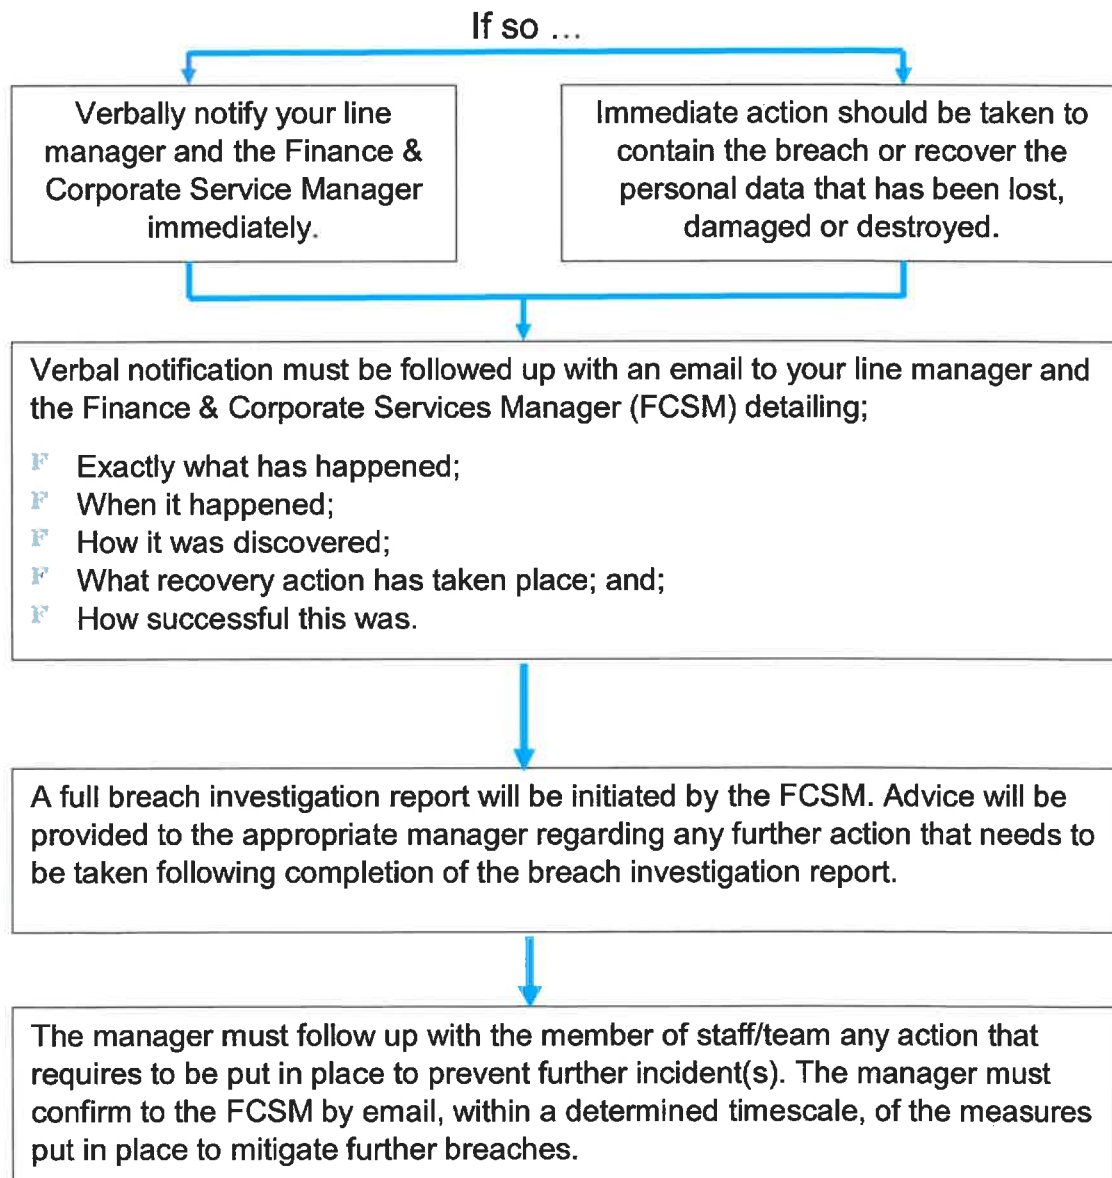 If so ...
Verbally notify your line
manager and the Finance &
Corporate Service Manager
immediately.
Immediate action should be taken to
contain the breach or recover the
personal data that has been lost,
damaged or destroyed.
Verbal notification must be followed up with an email to your line manager and
the Finance & Corporate Services Manager (FCSM) detailing;
F Exactly what has happened;
F When it happened;
F How it was discovered;
F What recovery action has taken place; and;
F How successful this was.
A full breach investigation report will be initiated by the FCSM. Advice will be
provided to the appropriate manager regarding any further action that needs to
be taken following completion of the breach investigation report.
The manager must follow up with the member of staff/team any action that
requires to be put in place to prevent further incident(s). The manager must
confirm to the FCSM by email, within a determined timescale, of the measures
put in place to mitigate further breaches.